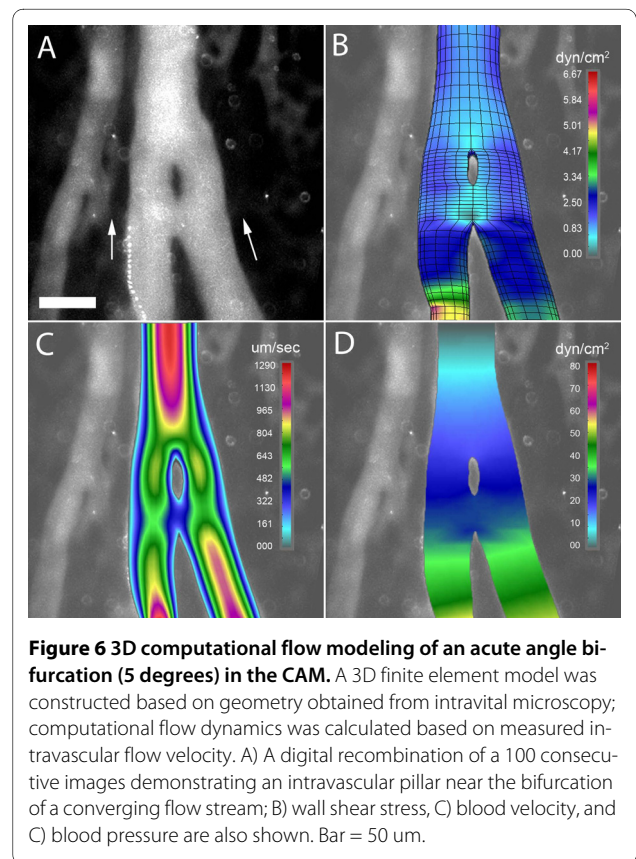 A
B
dyn/cm2
6.67
5.84
5.01
4.17
3.34
2.50
0.83
0.00
C
um/sec
1290
1130
965
804
643
482
322
161
000
D
dyn/cm2
80
70
60
50
40
30
20
10
00
Figure 6 3D computational flow modeling of an acute angle bi-
furcation (5 degrees) in the CAM. A 3D finite element model was
constructed based on geometry obtained from intravital microscopy;
computational flow dynamics was calculated based on measured in-
travascular flow velocity. A) A digital recombination of a 100 consecu-
tive images demonstrating an intravascular pillar near the bifurcation
of a converging flow stream; B) wall shear stress, C) blood velocity, and
C) blood pressure are also shown. Bar = 50 um.